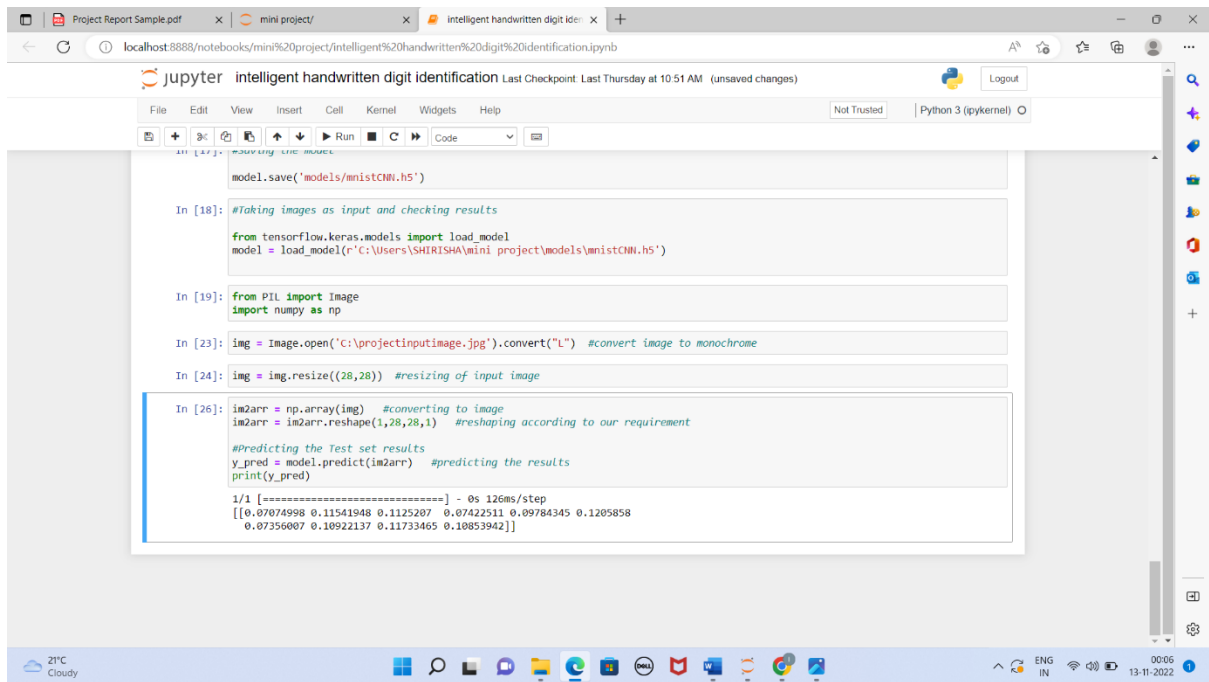 Project Report Sample.pdf
mini project/
intelligent handwritten digit iden
localhost:8888/notebooks/mini%20project/intelligent%20handwritten%20digit%20identification.ipynb
jupyter intelligent handwritten digit identification Last Checkpoint: Last Thursday at 10:51 AM (unsaved changes)
Logout
File Edit View Insert Cell Kernel Widgets Help
Not Trusted
Python 3 (ipykernel)
Run
Code
In [17]: #Saving the model
model.save('models/mnistCNN.h5')
In [18]: #Taking images as input and checking results
from tensorflow.keras.models import load_model
model = load_model(r'C:\Users\SHIRISHA\mini project\models\mnistCNN.h5')
In [19]: from PIL import Image
import numpy as np
In [23]: img = Image.open('C:\projectinputimage.jpg').convert("L") #convert image to monochrome
In [24]: img = img.resize((28,28)) #resizing of input image
In [26]: im2arr = np.array(img) #converting to image
im2arr = im2arr.reshape(1,28,28,1) #reshaping according to our requirement
#Predicting the Test set results
y_pred = model.predict(im2arr) #predicting the results
print(y_pred)
1/1 [==============================] - 0s 126ms/step
[[0.07074998 0.11541948 0.1125207 0.07422511 0.09784345 0.1205858
0.07356007 0.10922137 0.11733465 0.10853942]]
21°C
Cloudy
DELL
ENG
IN
00:06
13-11-2022
1